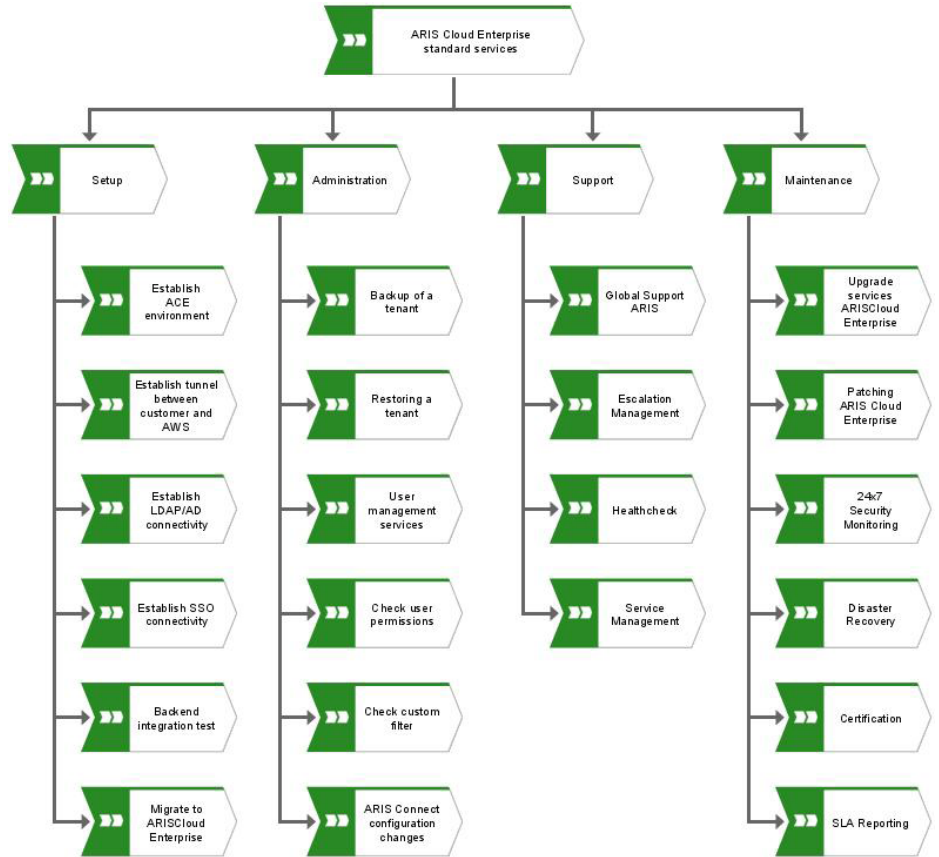 ARIS Cloud Enterprise
standard services
Setup
Administration
Support
Maintenance
Establish
ACE
environment
Establish tunnel
between
customer and
AWS
Establish
LDAP/AD
connectivity
Establish SSO
connectivity
Backend
integration test
Migrate to
ARISCloud
Enterprise
Backup of a
tenant
Restoring a
tenant
User
management
services
Check user
permissions
Check custom
filter
ARIS Connect
configuration
changes
Global Support
ARIS
Escalation
Management
Healthcheck
Service
Management
Upgrade
services
ARISCloud
Enterprise
Patching
ARIS Cloud
Enterprise
24x7
Security
Monitoring
Disaster
Recovery
Certification
SLA Reporting